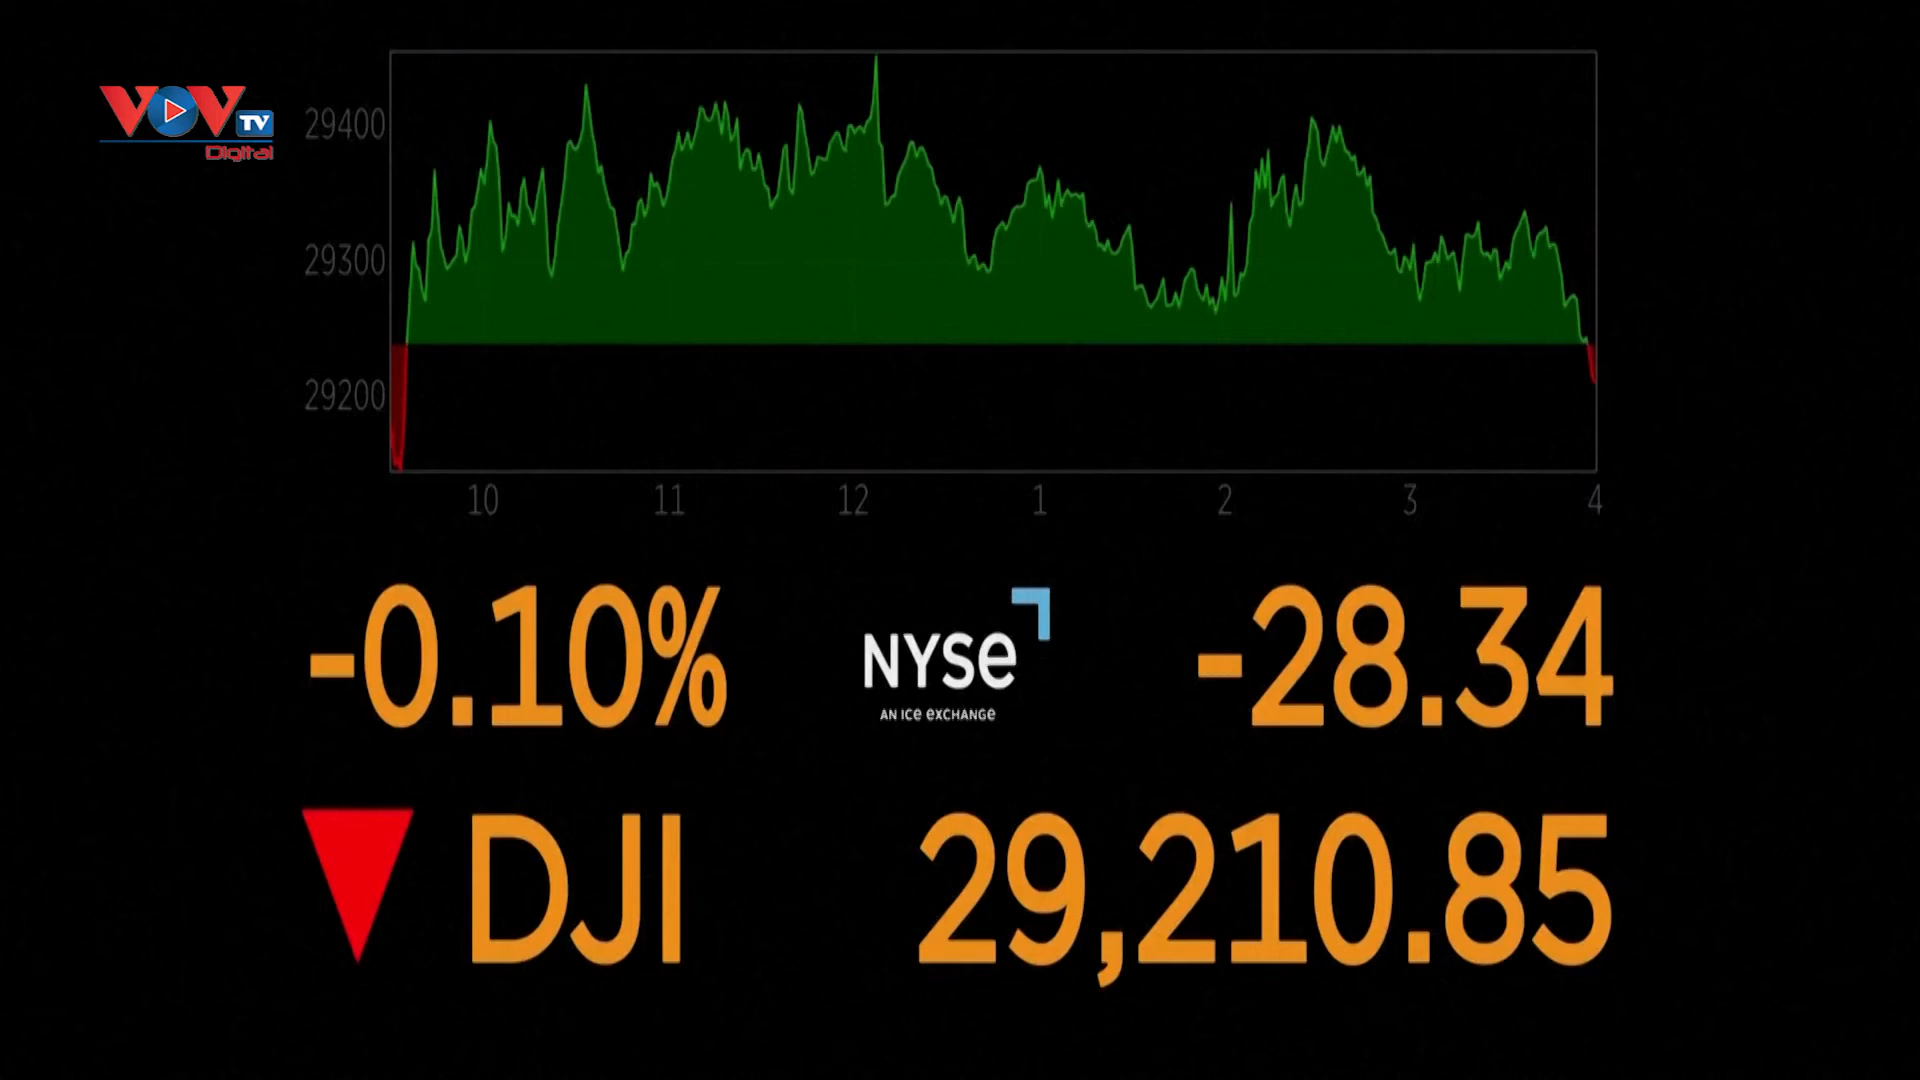 VOV TV
Digital
29400
29300
29200
10 11 12 1 2 3 4
-0.10% NYSE -28.34
AN ICE EXCHANGE
DJI 29,210.85